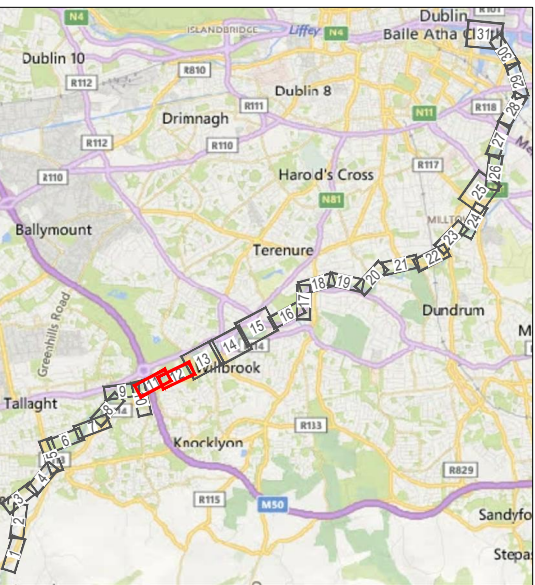 N4
R101
Dublin
ISLANDBRIDGE
Liffey
N4
Baile Atha Cl
31
30
Dublin 10
R810
R112
29
Dublin 8
R111
R118
28
N11
Drimnagh
R112
R110
27
R117
R110
Harold's Cross
26
N81
25
Ballymount
24
Terenure
23
22
21
20
19
18
17
Greenhills Road
Dundrum
16
15
14
13
12
11
9
Tallaght
8
7
6
Knocklyon
R133
5
4
R829
3
R115
M50
2
Sandyfo
1
Stepas